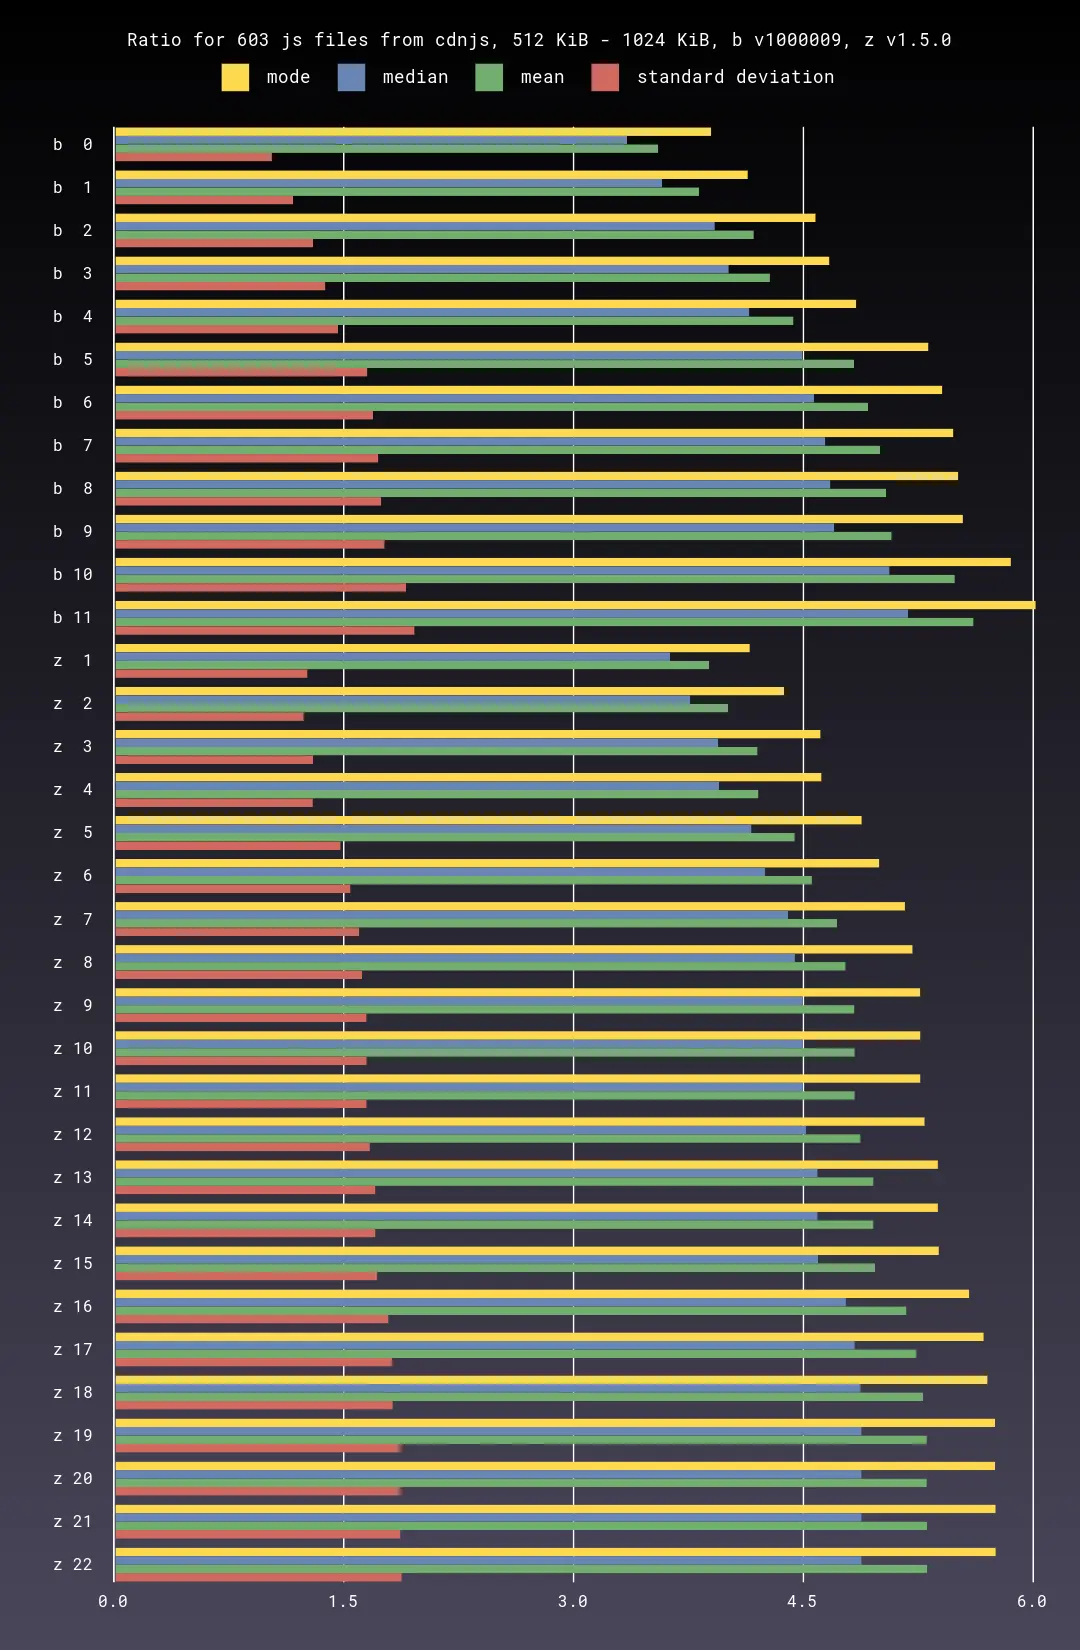 Ratio for 603 js files from cdnjs, 512 KiB - 1024 KiB, b v1000009, z v1.5.0
mode median mean standard deviation
b 0
b 1
b 2
b 3
b 4
b 5
b 6
b 7
b 8
b 9
b 10
b 11
z 1
z 2
z 3
z 4
z 5
z 6
z 7
z 8
z 9
z 10
z 11
z 12
z 13
z 14
z 15
z 16
z 17
z 18
z 19
z 20
z 21
z 22
0.0 1.5 3.0 4.5 6.0